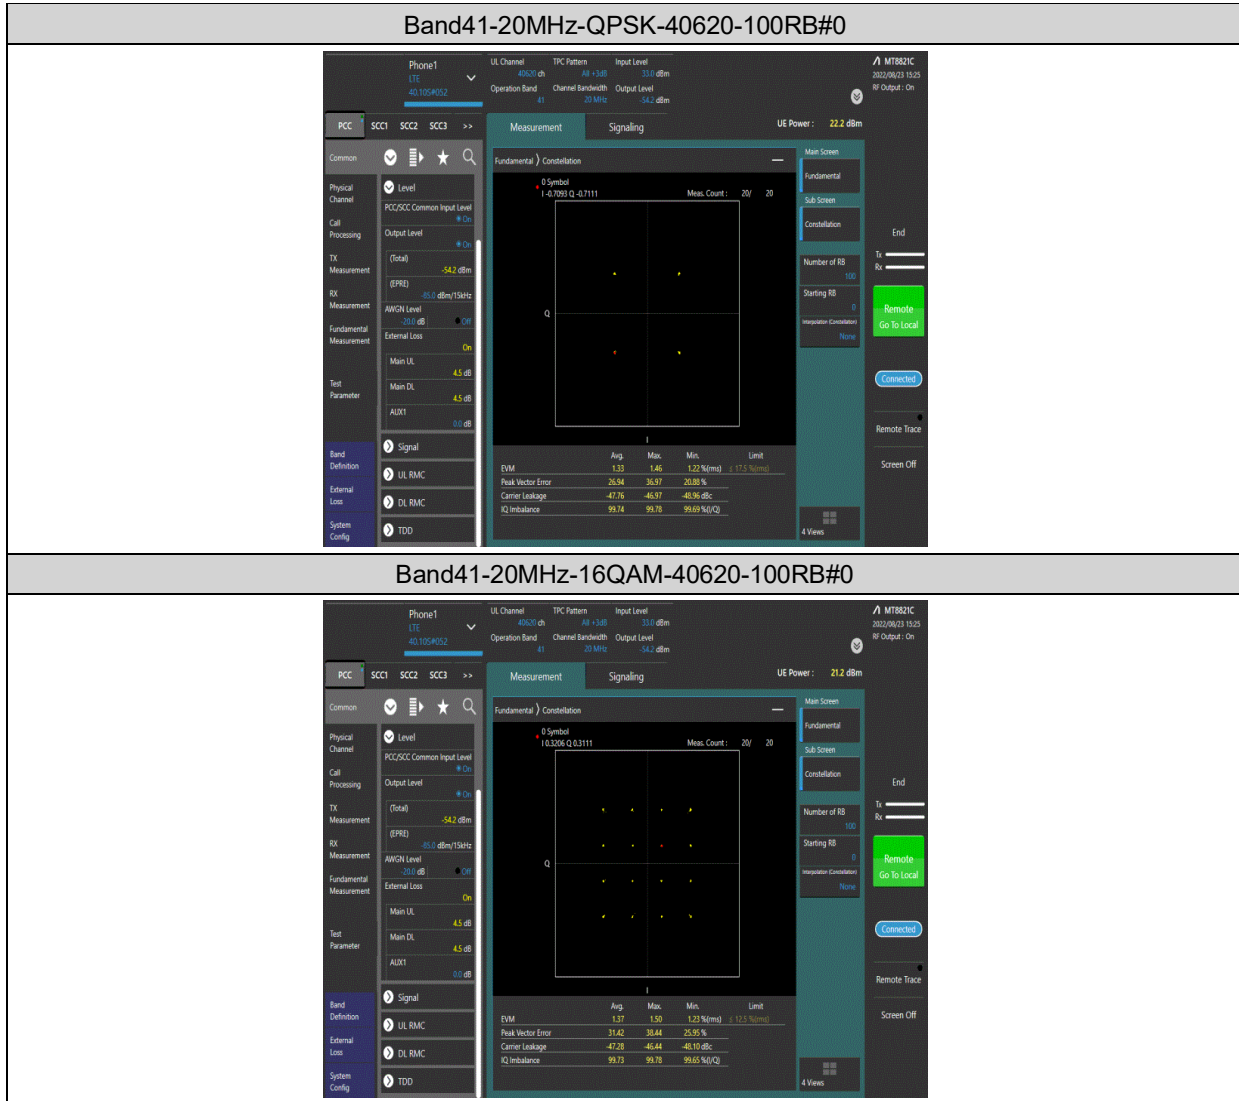 Band41-20MHz-QPSK-40620-100RB#0
Phone1
LTE
40.10S#052
UL Channel TPC Pattern Input Level
40620 ch All +3dB 33.0 dBm
Operation Band Channel Bandwidth Output Level
41 20 MHz -54.2 dBm
MT8821C
2022/08/23 15:25
RF Output : On
PCC SCC1 SCC2 SCC3 >>
Measurement Signaling
UE Power : 22.2 dBm
Common
Physical Channel
Call Processing
TX Measurement
RX Measurement
Fundamental Measurement
Test Parameter
Band Definition
External Loss
System Config
Level
PCC/SCC Common Input Level
On
Output Level
On
(Total)
-54.2 dBm
(EPRE)
-85.0 dBm/15kHz
AWGN Level
-20.0 dB Off
External Loss
On
Main UL
4.5 dB
Main DL
4.5 dB
AUX1
0.0 dB
Signal
UL RMC
DL RMC
TDD
Fundamental Constellation
0 Symbol
I -0.7093 Q -0.7111 Meas. Count : 20/ 20
Q
I
Avg. Max. Min. Limit
EVM 1.33 1.46 1.22 %(rms) ≤ 17.5 %(rms)
Peak Vector Error 26.94 36.97 20.88 %
Carrier Leakage -47.76 -46.97 -48.96 dBc
IQ Imbalance 99.74 99.78 99.69 %(I/Q)
Main Screen
Fundamental
Sub Screen
Constellation
Number of RB
100
Starting RB
0
Interpolation (Constellation)
None
4 Views
End
Tx
Rx
Remote
Go To Local
Connected
Remote Trace
Screen Off
Band41-20MHz-16QAM-40620-100RB#0
Phone1
LTE
40.10S#052
UL Channel TPC Pattern Input Level
40620 ch All +3dB 33.0 dBm
Operation Band Channel Bandwidth Output Level
41 20 MHz -54.2 dBm
MT8821C
2022/08/23 15:25
RF Output : On
PCC SCC1 SCC2 SCC3 >>
Measurement Signaling
UE Power : 21.2 dBm
Common
Physical Channel
Call Processing
TX Measurement
RX Measurement
Fundamental Measurement
Test Parameter
Band Definition
External Loss
System Config
Level
PCC/SCC Common Input Level
On
Output Level
On
(Total)
-54.2 dBm
(EPRE)
-85.0 dBm/15kHz
AWGN Level
-20.0 dB Off
External Loss
On
Main UL
4.5 dB
Main DL
4.5 dB
AUX1
0.0 dB
Signal
UL RMC
DL RMC
TDD
Fundamental Constellation
0 Symbol
I 0.3206 Q 0.3111 Meas. Count : 20/ 20
Q
I
Avg. Max. Min. Limit
EVM 1.37 1.50 1.23 %(rms) ≤ 12.5 %(rms)
Peak Vector Error 31.42 38.44 25.95 %
Carrier Leakage -47.28 -46.44 -48.10 dBc
IQ Imbalance 99.73 99.78 99.65 %(I/Q)
Main Screen
Fundamental
Sub Screen
Constellation
Number of RB
100
Starting RB
0
Interpolation (Constellation)
None
4 Views
End
Tx
Rx
Remote
Go To Local
Connected
Remote Trace
Screen Off